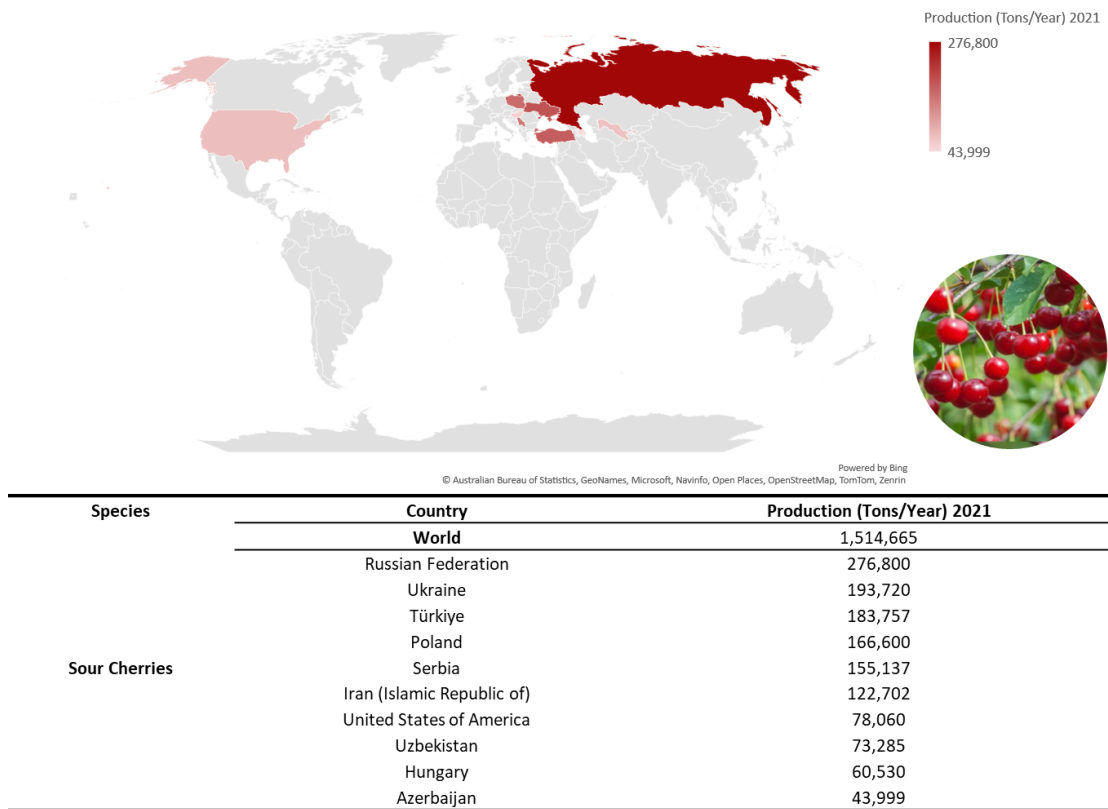 Production (Tons/Year) 2021
276,800
43,999
Powered by Bing
© Australian Bureau of Statistics, GeoNames, Microsoft, Navinfo, Open Places, OpenStreetMap, TomTom, Zenrin
Species Country Production (Tons/Year) 2021
World 1,514,665
Russian Federation 276,800
Ukraine 193,720
Türkiye 183,757
Poland 166,600
Sour Cherries Serbia 155,137
Iran (Islamic Republic of) 122,702
United States of America 78,060
Uzbekistan 73,285
Hungary 60,530
Azerbaijan 43,999